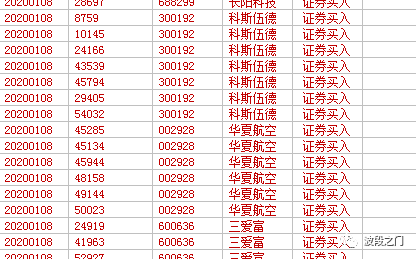 20200108 28697 688299 长阳科技 证券买入
20200108 8759 300192 科斯伍德 证券买入
20200108 10145 300192 科斯伍德 证券买入
20200108 24166 300192 科斯伍德 证券买入
20200108 43539 300192 科斯伍德 证券买入
20200108 45794 300192 科斯伍德 证券买入
20200108 29405 300192 科斯伍德 证券买入
20200108 54032 300192 科斯伍德 证券买入
20200108 45285 002928 华夏航空 证券买入
20200108 45134 002928 华夏航空 证券买入
20200108 45944 002928 华夏航空 证券买入
20200108 48158 002928 华夏航空 证券买入
20200108 49144 002928 华夏航空 证券买入
20200108 50023 002928 华夏航空 证券买入
20200108 24919 600636 三爱富 证券买入
20200108 41963 600636 三爱富 证券买入
20200108 52927 600636 三爱富 证券买入
波段之门